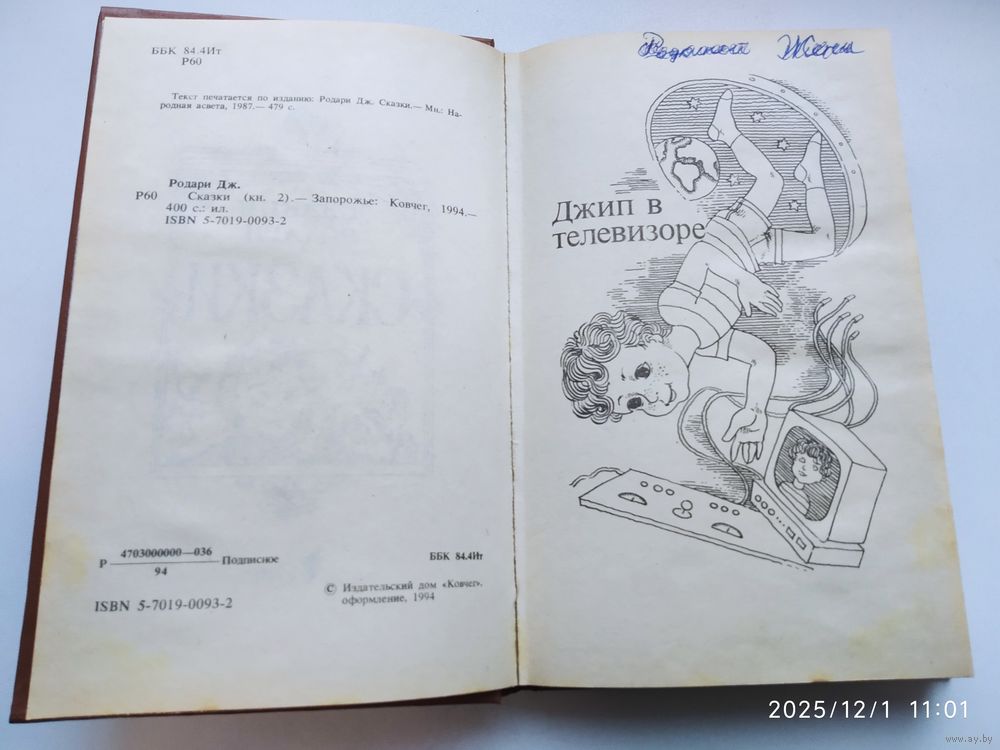 ББК 84.4Ит
Р60
Текст печатается по изданию: Родари Дж. Сказки.— Мн.: На-
родная асвета, 1987.— 479 с.
Родари Дж.
Р60 Сказки (кн. 2).— Запорожье: Ковчег, 1994.—
400 с.: ил.
ISBN 5-7019-0093-2
Р 4703000000—036 Подписное ББК 84.4Ит
94
© Издательский дом «Ковчег»,
оформление, 1994
ISBN 5-7019-0093-2
Джип в
телевизоре
2025/12/1 11:01
www.ay.by